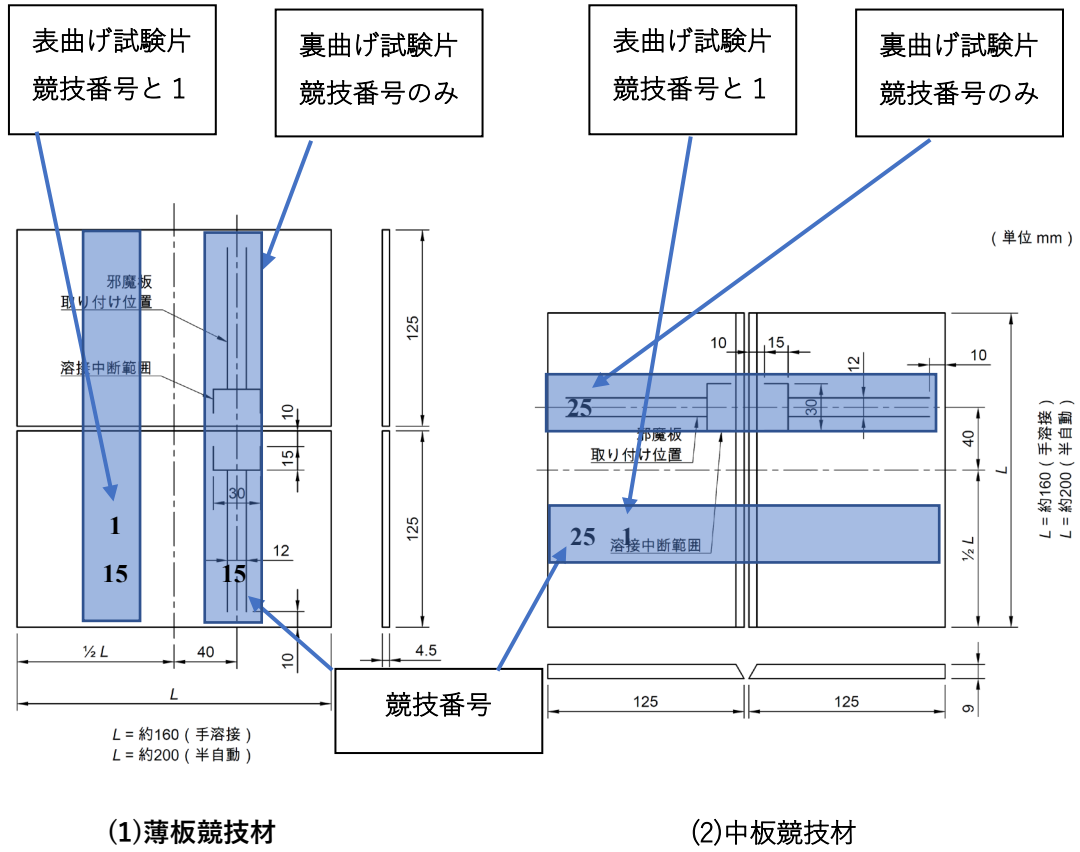 表曲げ試験片
競技番号と1
裏曲げ試験片
競技番号のみ
表曲げ試験片
競技番号と1
裏曲げ試験片
競技番号のみ
(単位 mm)
邪魔板
取り付け位置
溶接中断範囲
125
10
15
30
12
1
15
15
125
10
½ L
40
4.5
L
L = 約160(手溶接)
L = 約200(半自動)
競技番号
10
15
12
10
25
30
邪魔板
取り付け位置
40
L
L = 約160(手溶接)
L = 約200(半自動)
25 1
溶接中断範囲
½ L
125
125
9
(1)薄板競技材
(2)中板競技材